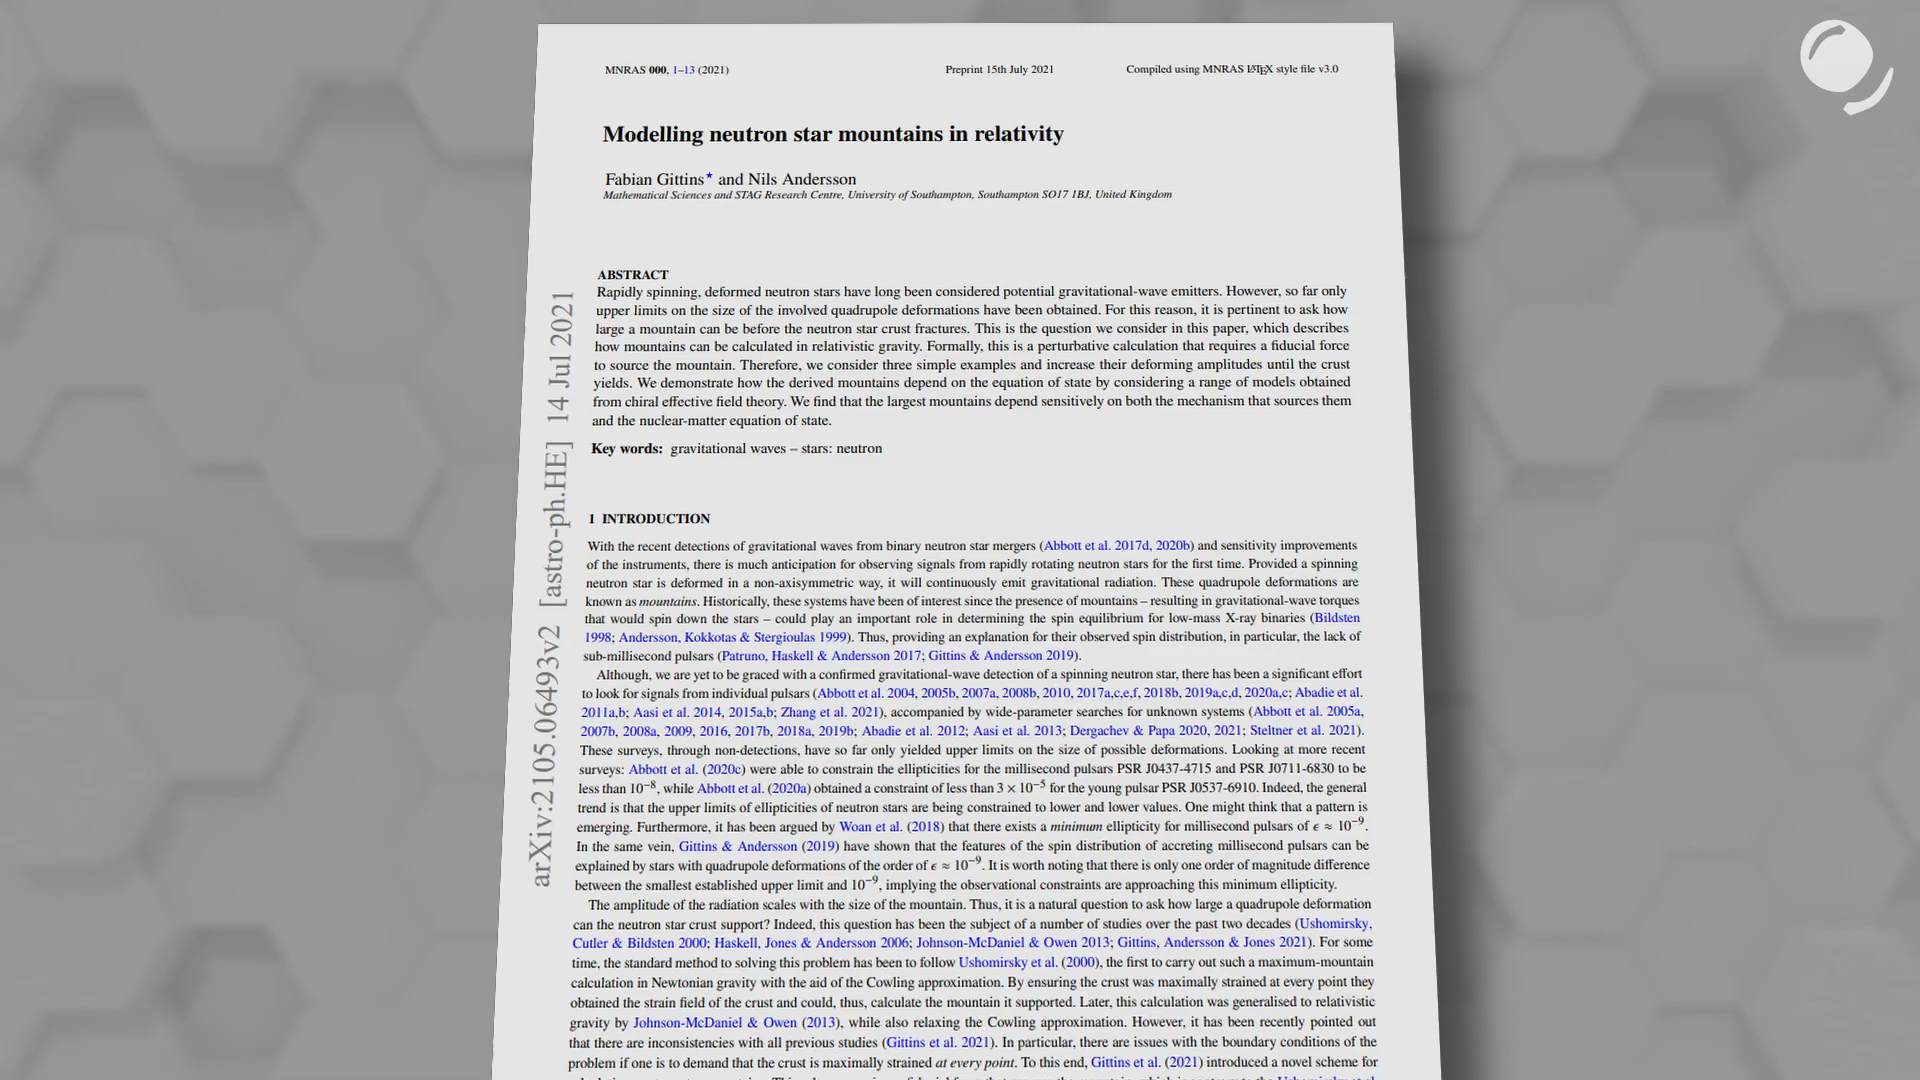 MNRAS 000, 1–13 (2021)
Preprint 15th July 2021
Compiled using MNRAS LATEX style file v3.0
Modelling neutron star mountains in relativity
Fabian Gittins★ and Nils Andersson
Mathematical Sciences and STAG Research Centre, University of Southampton, Southampton SO17 1BJ, United Kingdom
arXiv:2105.06493v2 [astro-ph.HE] 14 Jul 2021
ABSTRACT
Rapidly spinning, deformed neutron stars have long been considered potential gravitational-wave emitters. However, so far only
upper limits on the size of the involved quadrupole deformations have been obtained. For this reason, it is pertinent to ask how
large a mountain can be before the neutron star crust fractures. This is the question we consider in this paper, which describes
how mountains can be calculated in relativistic gravity. Formally, this is a perturbative calculation that requires a fiducial force
to source the mountain. Therefore, we consider three simple examples and increase their deforming amplitudes until the crust
yields. We demonstrate how the derived mountains depend on the equation of state by considering a range of models obtained
from chiral effective field theory. We find that the largest mountains depend sensitively on both the mechanism that sources them
and the nuclear-matter equation of state.
Key words: gravitational waves – stars: neutron
1 INTRODUCTION
With the recent detections of gravitational waves from binary neutron star mergers (Abbott et al. 2017d, 2020b) and sensitivity improvements
of the instruments, there is much anticipation for observing signals from rapidly rotating neutron stars for the first time. Provided a spinning
neutron star is deformed in a non-axisymmetric way, it will continuously emit gravitational radiation. These quadrupole deformations are
known as mountains. Historically, these systems have been of interest since the presence of mountains – resulting in gravitational-wave torques
that would spin down the stars – could play an important role in determining the spin equilibrium for low-mass X-ray binaries (Bildsten
1998; Andersson, Kokkotas & Stergioulas 1999). Thus, providing an explanation for their observed spin distribution, in particular, the lack of
sub-millisecond pulsars (Patruno, Haskell & Andersson 2017; Gittins & Andersson 2019).
Although, we are yet to be graced with a confirmed gravitational-wave detection of a spinning neutron star, there has been a significant effort
to look for signals from individual pulsars (Abbott et al. 2004, 2005b, 2007a, 2008b, 2010, 2017a,c,e,f, 2018b, 2019a,c,d, 2020a,c; Abadie et al.
2011a,b; Aasi et al. 2014, 2015a,b; Zhang et al. 2021), accompanied by wide-parameter searches for unknown systems (Abbott et al. 2005a,
2007b, 2008a, 2009, 2016, 2017b, 2018a, 2019b; Abadie et al. 2012; Aasi et al. 2013; Dergachev & Papa 2020, 2021; Steltner et al. 2021).
These surveys, through non-detections, have so far only yielded upper limits on the size of possible deformations. Looking at more recent
surveys: Abbott et al. (2020c) were able to constrain the ellipticities for the millisecond pulsars PSR J0437-4715 and PSR J0711-6830 to be
less than 10⁻⁸, while Abbott et al. (2020a) obtained a constraint of less than 3 × 10⁻⁵ for the young pulsar PSR J0537-6910. Indeed, the general
trend is that the upper limits of ellipticities of neutron stars are being constrained to lower and lower values. One might think that a pattern is
emerging. Furthermore, it has been argued by Woan et al. (2018) that there exists a minimum ellipticity for millisecond pulsars of ϵ ≈ 10⁻⁹.
In the same vein, Gittins & Andersson (2019) have shown that the features of the spin distribution of accreting millisecond pulsars can be
explained by stars with quadrupole deformations of the order of ϵ ≈ 10⁻⁹. It is worth noting that there is only one order of magnitude difference
between the smallest established upper limit and 10⁻⁹, implying the observational constraints are approaching this minimum ellipticity.
The amplitude of the radiation scales with the size of the mountain. Thus, it is a natural question to ask how large a quadrupole deformation
can the neutron star crust support? Indeed, this question has been the subject of a number of studies over the past two decades (Ushomirsky,
Cutler & Bildsten 2000; Haskell, Jones & Andersson 2006; Johnson-McDaniel & Owen 2013; Gittins, Andersson & Jones 2021). For some
time, the standard method to solving this problem has been to follow Ushomirsky et al. (2000), the first to carry out such a maximum-mountain
calculation in Newtonian gravity with the aid of the Cowling approximation. By ensuring the crust was maximally strained at every point they
obtained the strain field of the crust and could, thus, calculate the mountain it supported. Later, this calculation was generalised to relativistic
gravity by Johnson-McDaniel & Owen (2013), while also relaxing the Cowling approximation. However, it has been recently pointed out
that there are inconsistencies with all previous studies (Gittins et al. 2021). In particular, there are issues with the boundary conditions of the
problem if one is to demand that the crust is maximally strained at every point. To this end, Gittins et al. (2021) introduced a novel scheme for